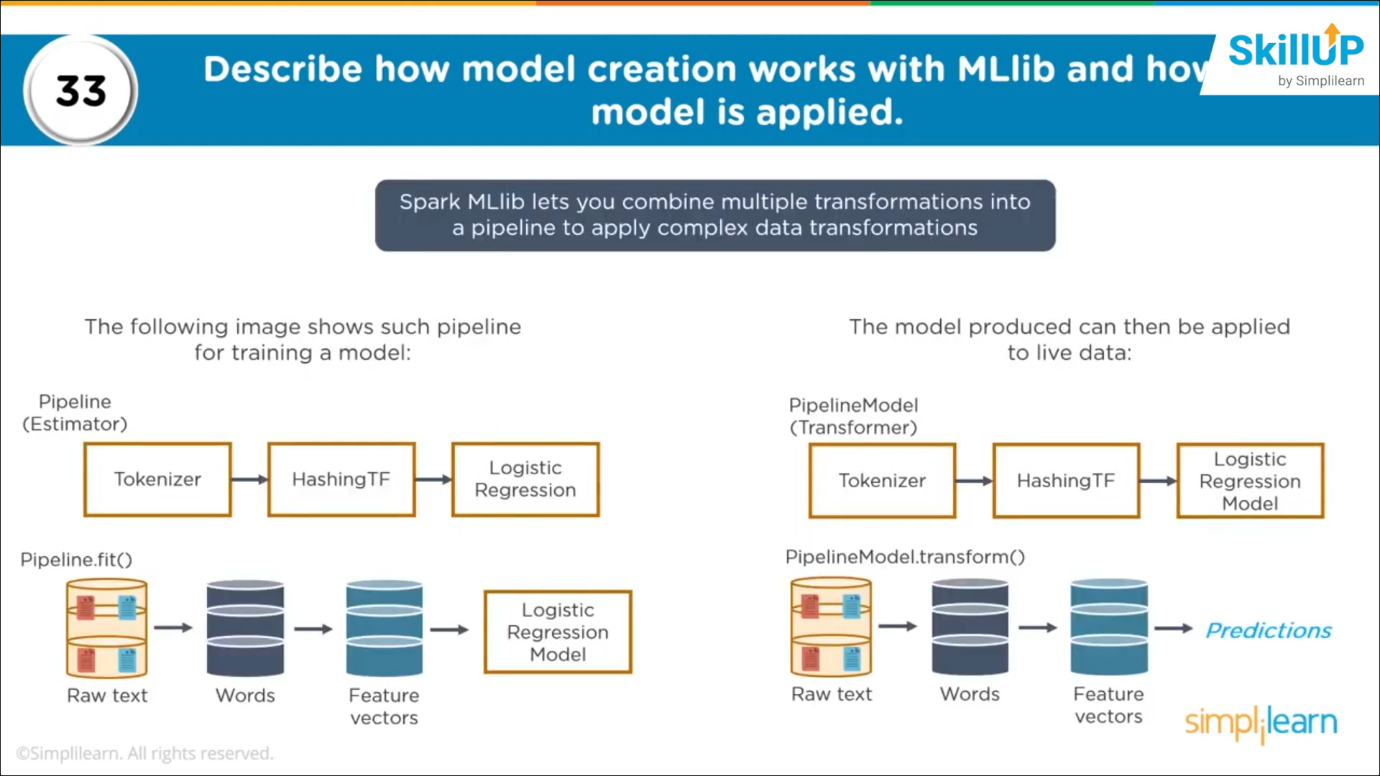 33
Describe how model creation works with MLlib and how
model is applied.
SkillUP
by Simplilearn
Spark MLlib lets you combine multiple transformations into
a pipeline to apply complex data transformations
The following image shows such pipeline
for training a model:
Pipeline
(Estimator)
Tokenizer
HashingTF
Logistic
Regression
Pipeline.fit()
Raw text
Words
Feature
vectors
Logistic
Regression
Model
The model produced can then be applied
to live data:
PipelineModel
(Transformer)
Tokenizer
HashingTF
Logistic
Regression
Model
PipelineModel.transform()
Raw text
Words
Feature
vectors
Predictions
simplilearn
©Simplilearn. All rights reserved.